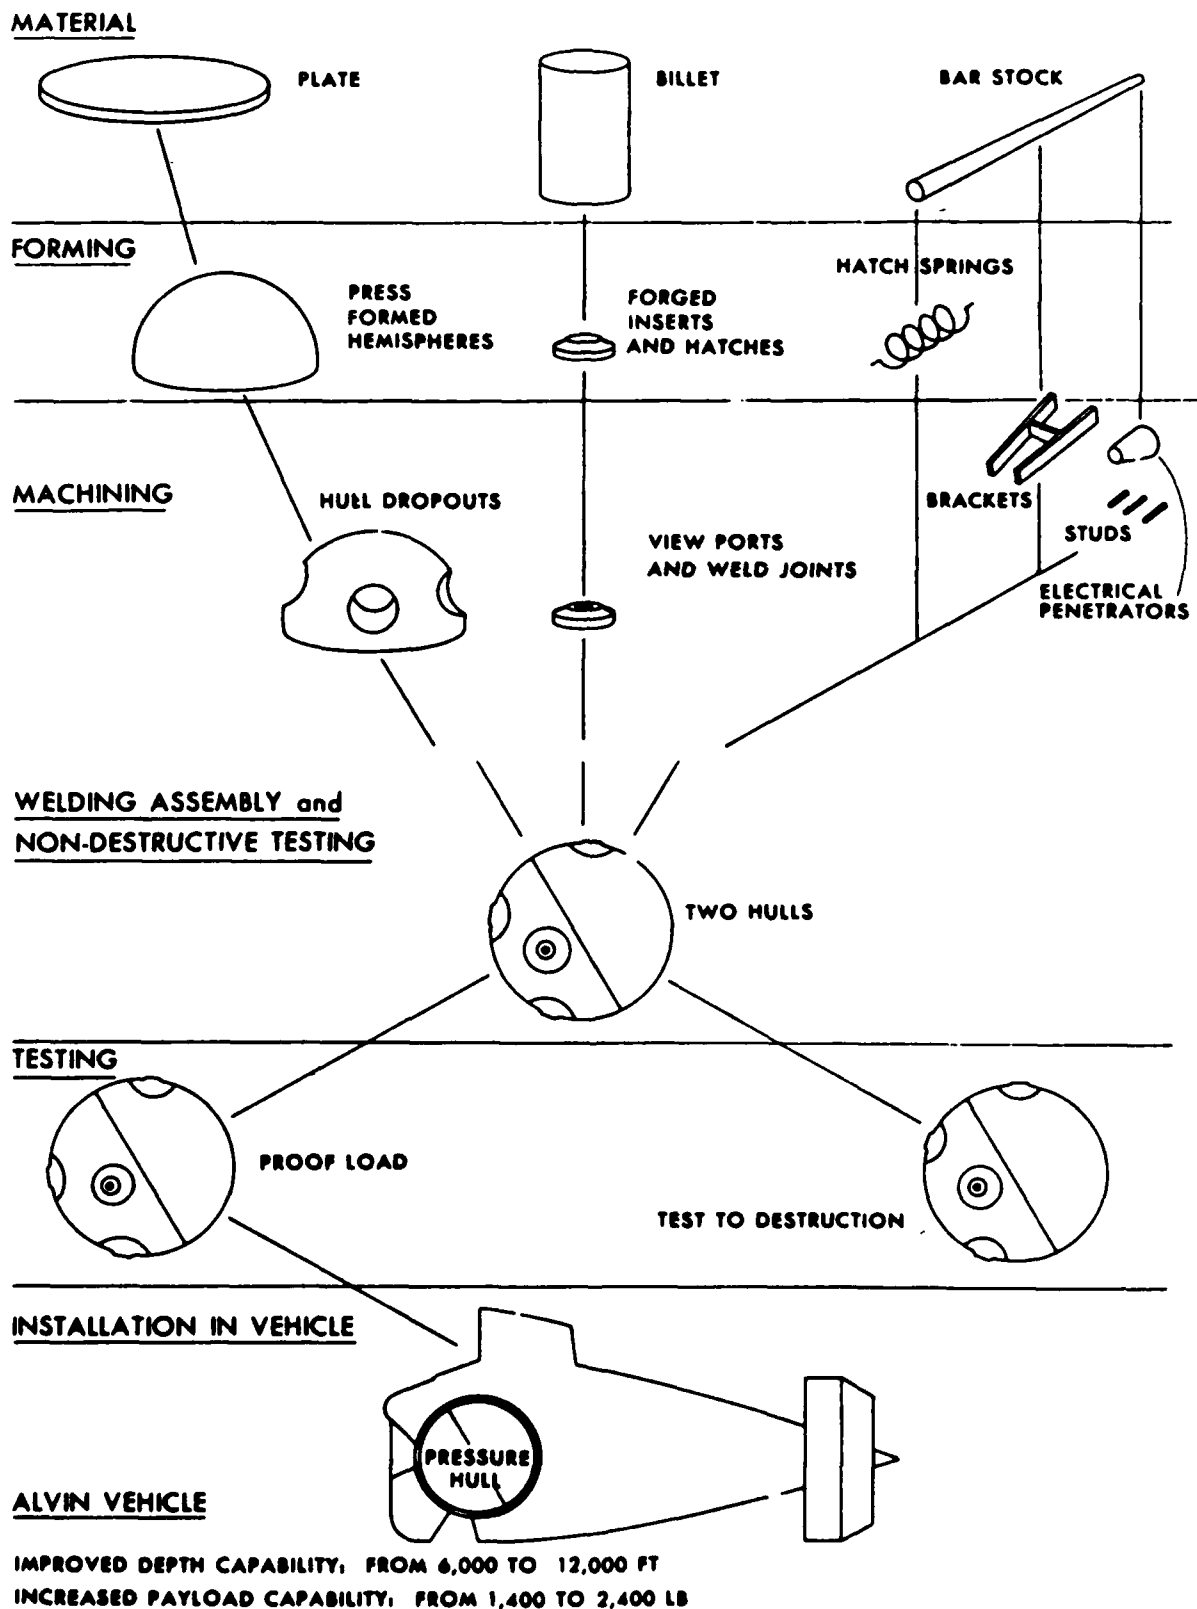 MATERIAL
PLATE
BILLET
BAR STOCK
FORMING
HATCH SPRINGS
PRESS
FORMED
HEMISPHERES
FORGED
INSERTS
AND HATCHES
MACHINING
HULL DROPOUTS
VIEW PORTS
AND WELD JOINTS
BRACKETS
STUDS
ELECTRICAL
PENETRATORS
WELDING ASSEMBLY and
NON-DESTRUCTIVE TESTING
TWO HULLS
TESTING
PROOF LOAD
TEST TO DESTRUCTION
INSTALLATION IN VEHICLE
PRESSURE
HULL
ALVIN VEHICLE
IMPROVED DEPTH CAPABILITY: FROM 6,000 TO 12,000 FT
INCREASED PAYLOAD CAPABILITY: FROM 1,400 TO 2,400 LB